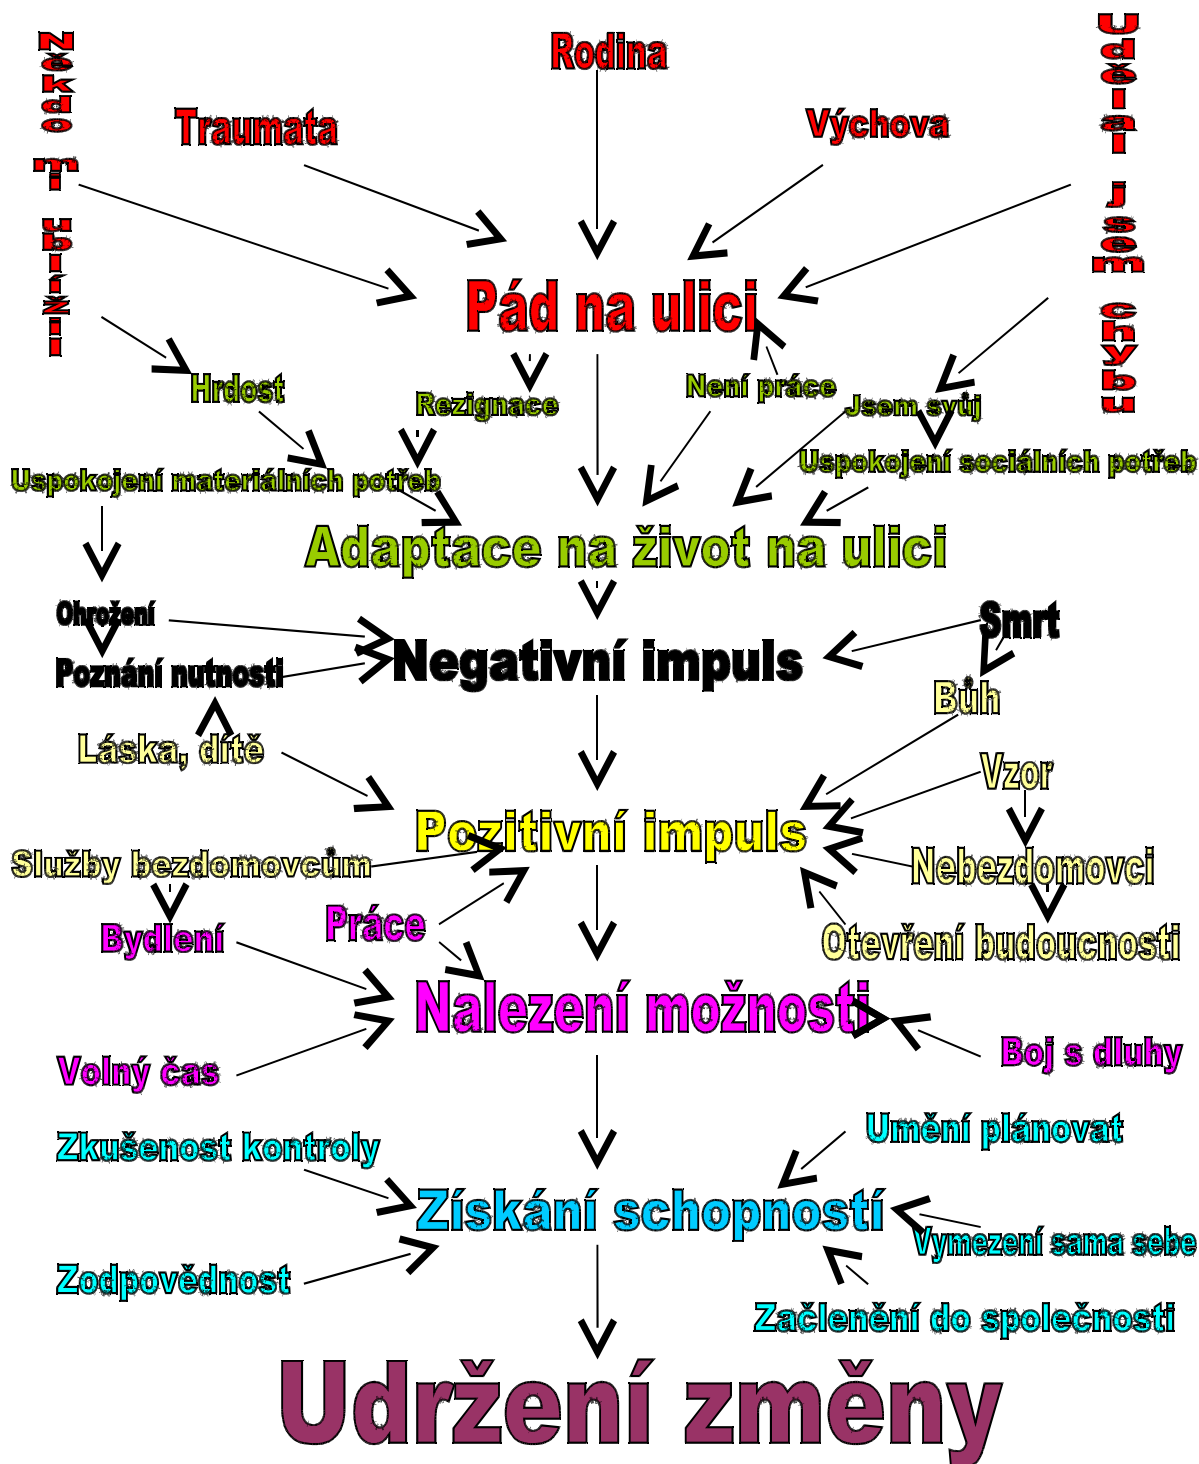 Někdo mi ublížil
Rodina
Udělal jsem chybu
Traumata
Výchova
Pád na ulici
Hrdost
Rezignace
Není práce
Jsem svůj
Uspokojení materiálních potřeb
Uspokojení sociálních potřeb
Adaptace na život na ulici
Ohrožení
Smrt
Negativní impuls
Poznání nutnosti
Bůh
Láska, dítě
Vzor
Pozitivní impuls
Služby bezdomovcům
Nebezdomovci
Práce
Bydlení
Otevření budoucnosti
Nalezení možnosti
Boj s dluhy
Volný čas
Umění plánovat
Zkušenost kontroly
Získání schopností
Vymezení sama sebe
Zodpovědnost
Začlenění do společnosti
Udržení změny